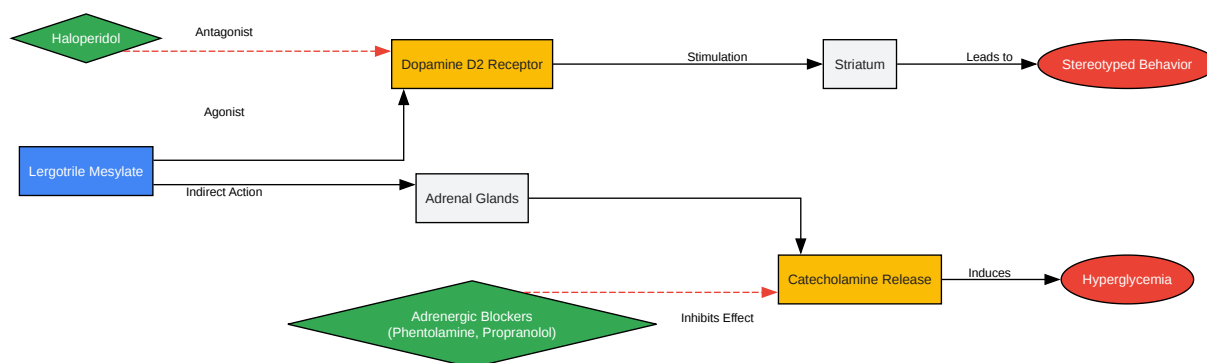 Haloperidol
Antagonist
Dopamine D2 Receptor
Stimulation
Striatum
Leads to
Stereotyped Behavior
Agonist
Lergotrile Mesylate
Indirect Action
Adrenal Glands
Catecholamine Release
Induces
Hyperglycemia
Adrenergic Blockers
(Phentolamine, Propranolol)
Inhibits Effect